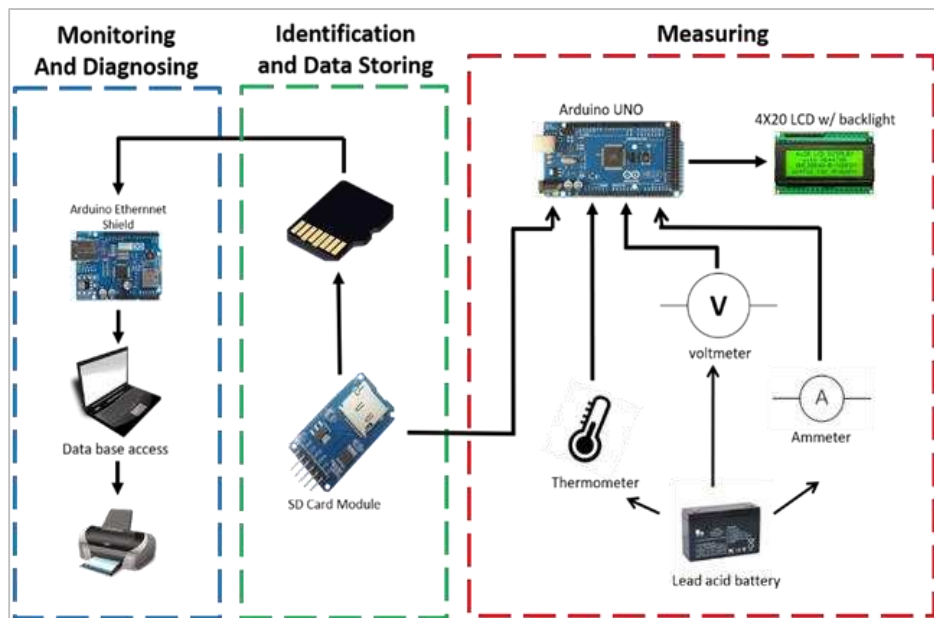 Monitoring
And Diagnosing
Identification
and Data Storing
Measuring
Arduino UNO
4X20 LCD w/ backlight
Arduino Ethernnet
Shield
V
voltmeter
A
Ammeter
Data base access
Thermometer
SD Card Module
Lead acid battery